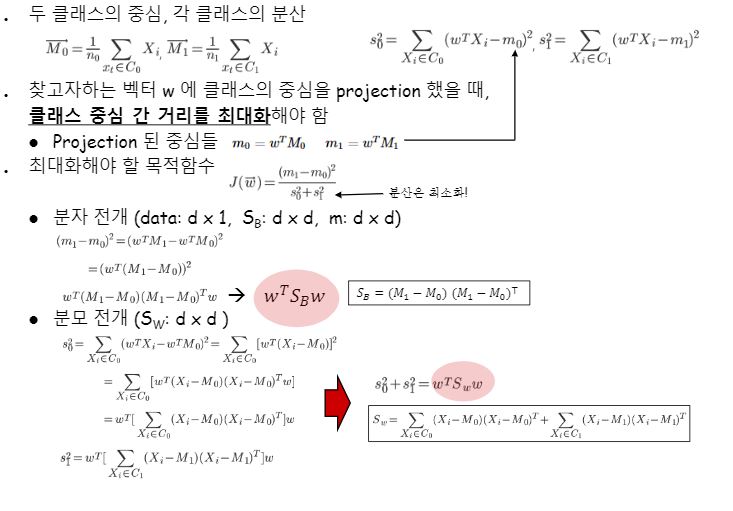 • 두 클래스의 중심, 각 클래스의 분산
$\overrightarrow{M_0} = \frac{1}{n_0} \sum_{x_t \in C_0} X_i, \overrightarrow{M_1} = \frac{1}{n_1} \sum_{x_t \in C_1} X_i$  $s_0^2 = \sum_{X_i \in C_0} (w^T X_i - m_0)^2, s_1^2 = \sum_{X_i \in C_1} (w^T X_i - m_1)^2$
• 찾고자하는 벡터 w 에 클래스의 중심을 projection 했을 때,
클래스 중심 간 거리를 최대화해야 함
● Projection 된 중심들 $m_0 = w^T M_0$ $m_1 = w^T M_1$
• 최대화해야 할 목적함수
$J(\overrightarrow{w}) = \frac{(m_1 - m_0)^2}{s_0^2 + s_1^2}$ 분산은 최소화!
● 분자 전개 (data: d x 1, S_B: d x d, m: d x d)
$(m_1 - m_0)^2 = (w^T M_1 - w^T M_0)^2$
$= (w^T (M_1 - M_0))^2$
$w^T (M_1 - M_0)(M_1 - M_0)^T w$ → $w^T S_B w$ $S_B = (M_1 - M_0) (M_1 - M_0)^T$
● 분모 전개 (S_W: d x d )
$s_0^2 = \sum_{X_i \in C_0} (w^T X_i - w^T M_0)^2 = \sum_{X_i \in C_0} [w^T (X_i - M_0)]^2$
$= \sum_{X_i \in C_0} [w^T (X_i - M_0)(X_i - M_0)^T w]$ $s_0^2 + s_1^2 = w^T S_w w$
$= w^T [\sum_{X_i \in C_0} (X_i - M_0)(X_i - M_0)^T] w$ $S_w = \sum_{X_i \in C_0} (X_i - M_0)(X_i - M_0)^T + \sum_{X_i \in C_1} (X_i - M_1)(X_i - M_1)^T$
$s_1^2 = w^T [\sum_{X_i \in C_1} (X_i - M_1)(X_i - M_1)^T] w$